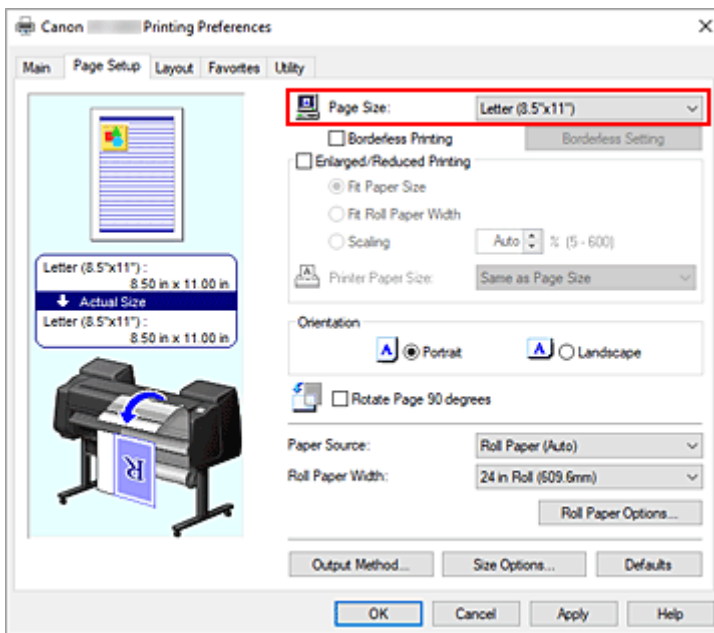 Canon Printing Preferences
Main Page Setup Layout Favorites Utility
Page Size: Letter (8.5"x11")
Borderless Printing Borderless Setting
Enlarged/Reduced Printing
Fit Paper Size
Fit Roll Paper Width
Scaling Auto % (5 - 600)
Printer Paper Size: Same as Page Size
Letter (8.5"x11") :
8.50 in x 11.00 in
Actual Size
Letter (8.5"x11") :
8.50 in x 11.00 in
Orientation
A Portrait A Landscape
Rotate Page 90 degrees
Paper Source: Roll Paper (Auto)
Roll Paper Width: 24 in Roll (609.6mm)
Roll Paper Options...
R
Output Method... Size Options... Defaults
OK Cancel Apply Help